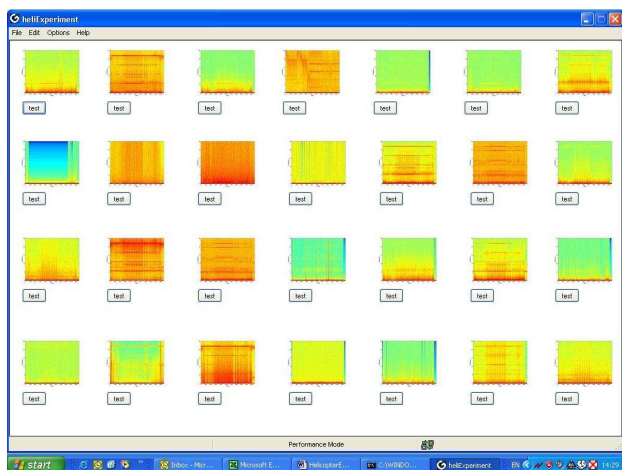 heliExperiment
File Edit Options Help
test test test test test test test
test test test test test test test
test test test test test test test
test test test test test test test
Performance Mode
start Inbox - Micr... Microsoft E... HelicopterE... C:\WINDO... heliExperiment EN 14:29